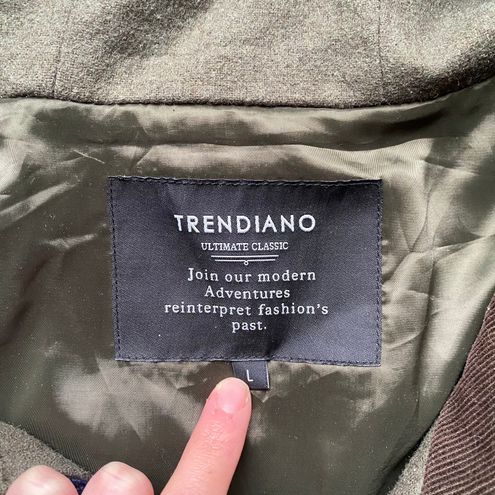 TRENDIANO
ULTIMATE CLASSIC
Join our modern
Adventures
reinterpret fashion's
past.
L